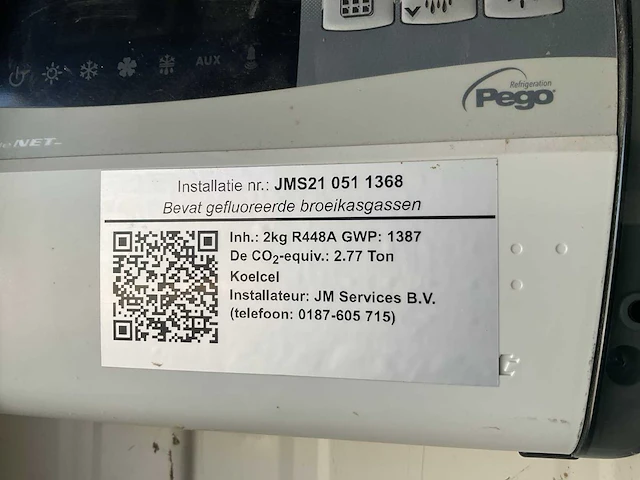 AUX
NET
Refrigeration
Pego
Installatie nr.: JMS21 051 1368
Bevat gefluoreerde broeikasgassen
Inh.: 2kg R448A GWP: 1387
De CO₂-equiv.: 2.77 Ton
Koelcel
Installateur: JM Services B.V.
(telefoon: 0187-605 715)